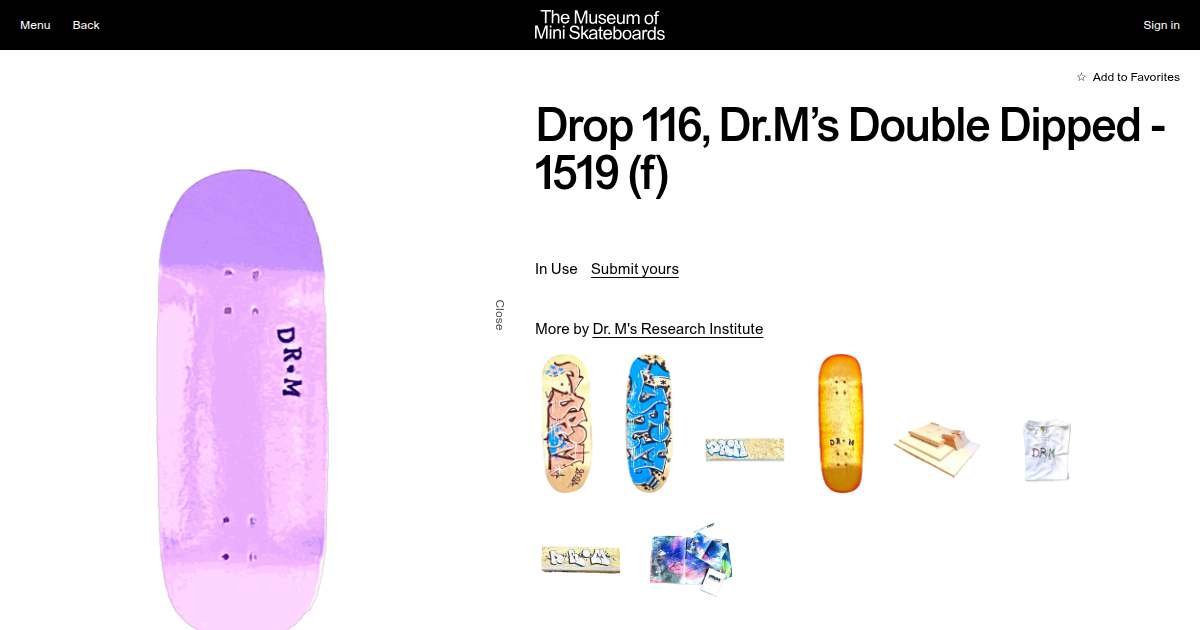 Menu
Back
The Museum of
Mini Skateboards
Sign in
☆ Add to Favorites
Drop 116, Dr.M’s Double Dipped -
1519 (f)
DR•M
In Use
Submit yours
Close
More by Dr. M's Research Institute
DR•M
DR•M